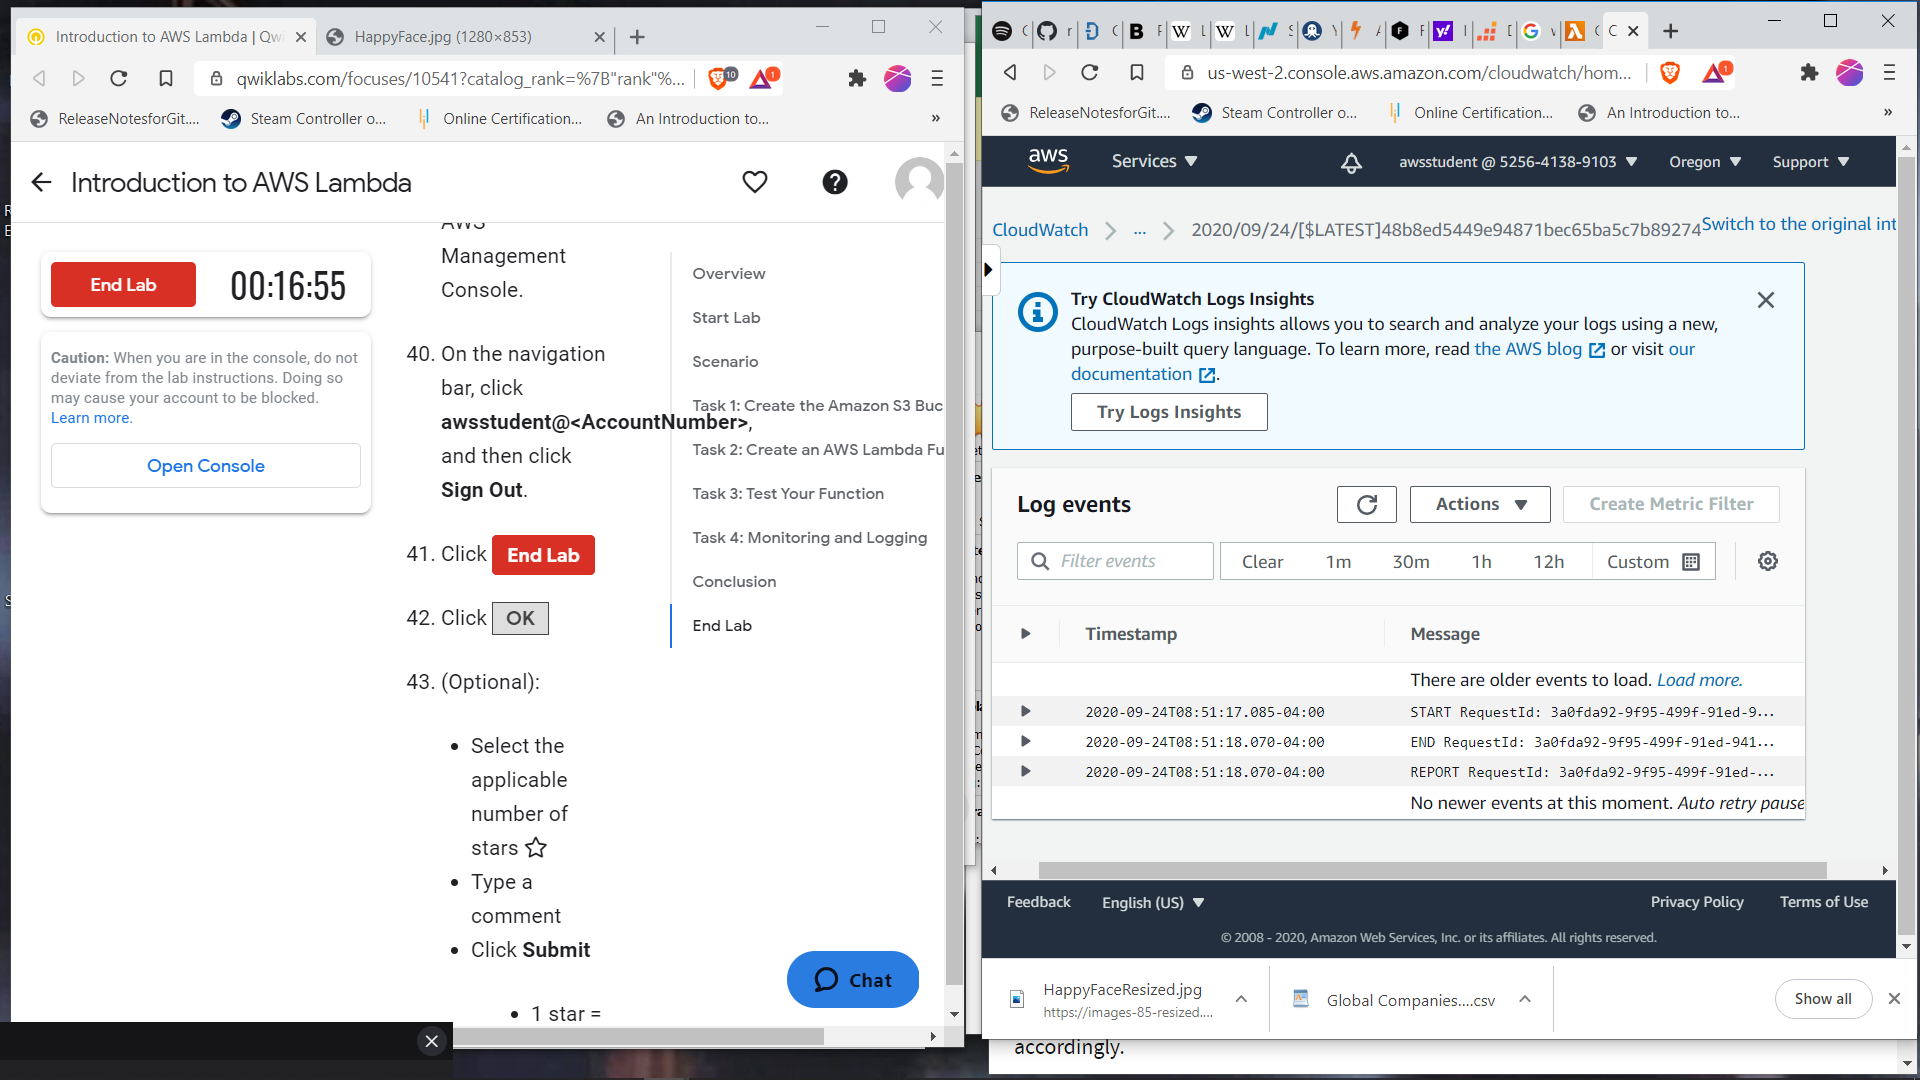 Introduction to AWS Lambda | Qwi
HappyFace.jpg (1280×853)
qwiklabs.com/focuses/10541?catalog_rank=%7B"rank"%...
10
1
ReleaseNotesforGit....
Steam Controller o...
Online Certification...
An Introduction to...
»
Introduction to AWS Lambda
End Lab
00:16:55
Caution: When you are in the console, do not
deviate from the lab instructions. Doing so
may cause your account to be blocked.
Learn more.
Open Console
AWS
Management
Console.
40. On the navigation
bar, click
awsstudent@<AccountNumber>,
and then click
Sign Out.
41. Click End Lab
42. Click OK
43. (Optional):
• Select the
applicable
number of
stars
• Type a
comment
• Click Submit
• 1 star =
Overview
Start Lab
Scenario
Task 1: Create the Amazon S3 Buc
Task 2: Create an AWS Lambda Fu
Task 3: Test Your Function
Task 4: Monitoring and Logging
Conclusion
End Lab
Chat
us-west-2.console.aws.amazon.com/cloudwatch/hom...
1
ReleaseNotesforGit....
Steam Controller o...
Online Certification...
An Introduction to...
»
aws
Services
awsstudent @ 5256-4138-9103
Oregon
Support
CloudWatch
...
2020/09/24/[$LATEST]48b8ed5449e94871bec65ba5c7b89274
Switch to the original int
Try CloudWatch Logs Insights
CloudWatch Logs insights allows you to search and analyze your logs using a new,
purpose-built query language. To learn more, read the AWS blog or visit our
documentation .
Try Logs Insights
Log events
Actions
Create Metric Filter
Filter events
Clear
1m
30m
1h
12h
Custom
Timestamp
Message
There are older events to load. Load more.
2020-09-24T08:51:17.085-04:00 START RequestId: 3a0fda92-9f95-499f-91ed-9...
2020-09-24T08:51:18.070-04:00 END RequestId: 3a0fda92-9f95-499f-91ed-941...
2020-09-24T08:51:18.070-04:00 REPORT RequestId: 3a0fda92-9f95-499f-91ed-...
No newer events at this moment. Auto retry pause
Feedback
English (US)
Privacy Policy
Terms of Use
© 2008 - 2020, Amazon Web Services, Inc. or its affiliates. All rights reserved.
HappyFaceResized.jpg
https://images-85-resized....
Global Companies....csv
Show all
accordingly.